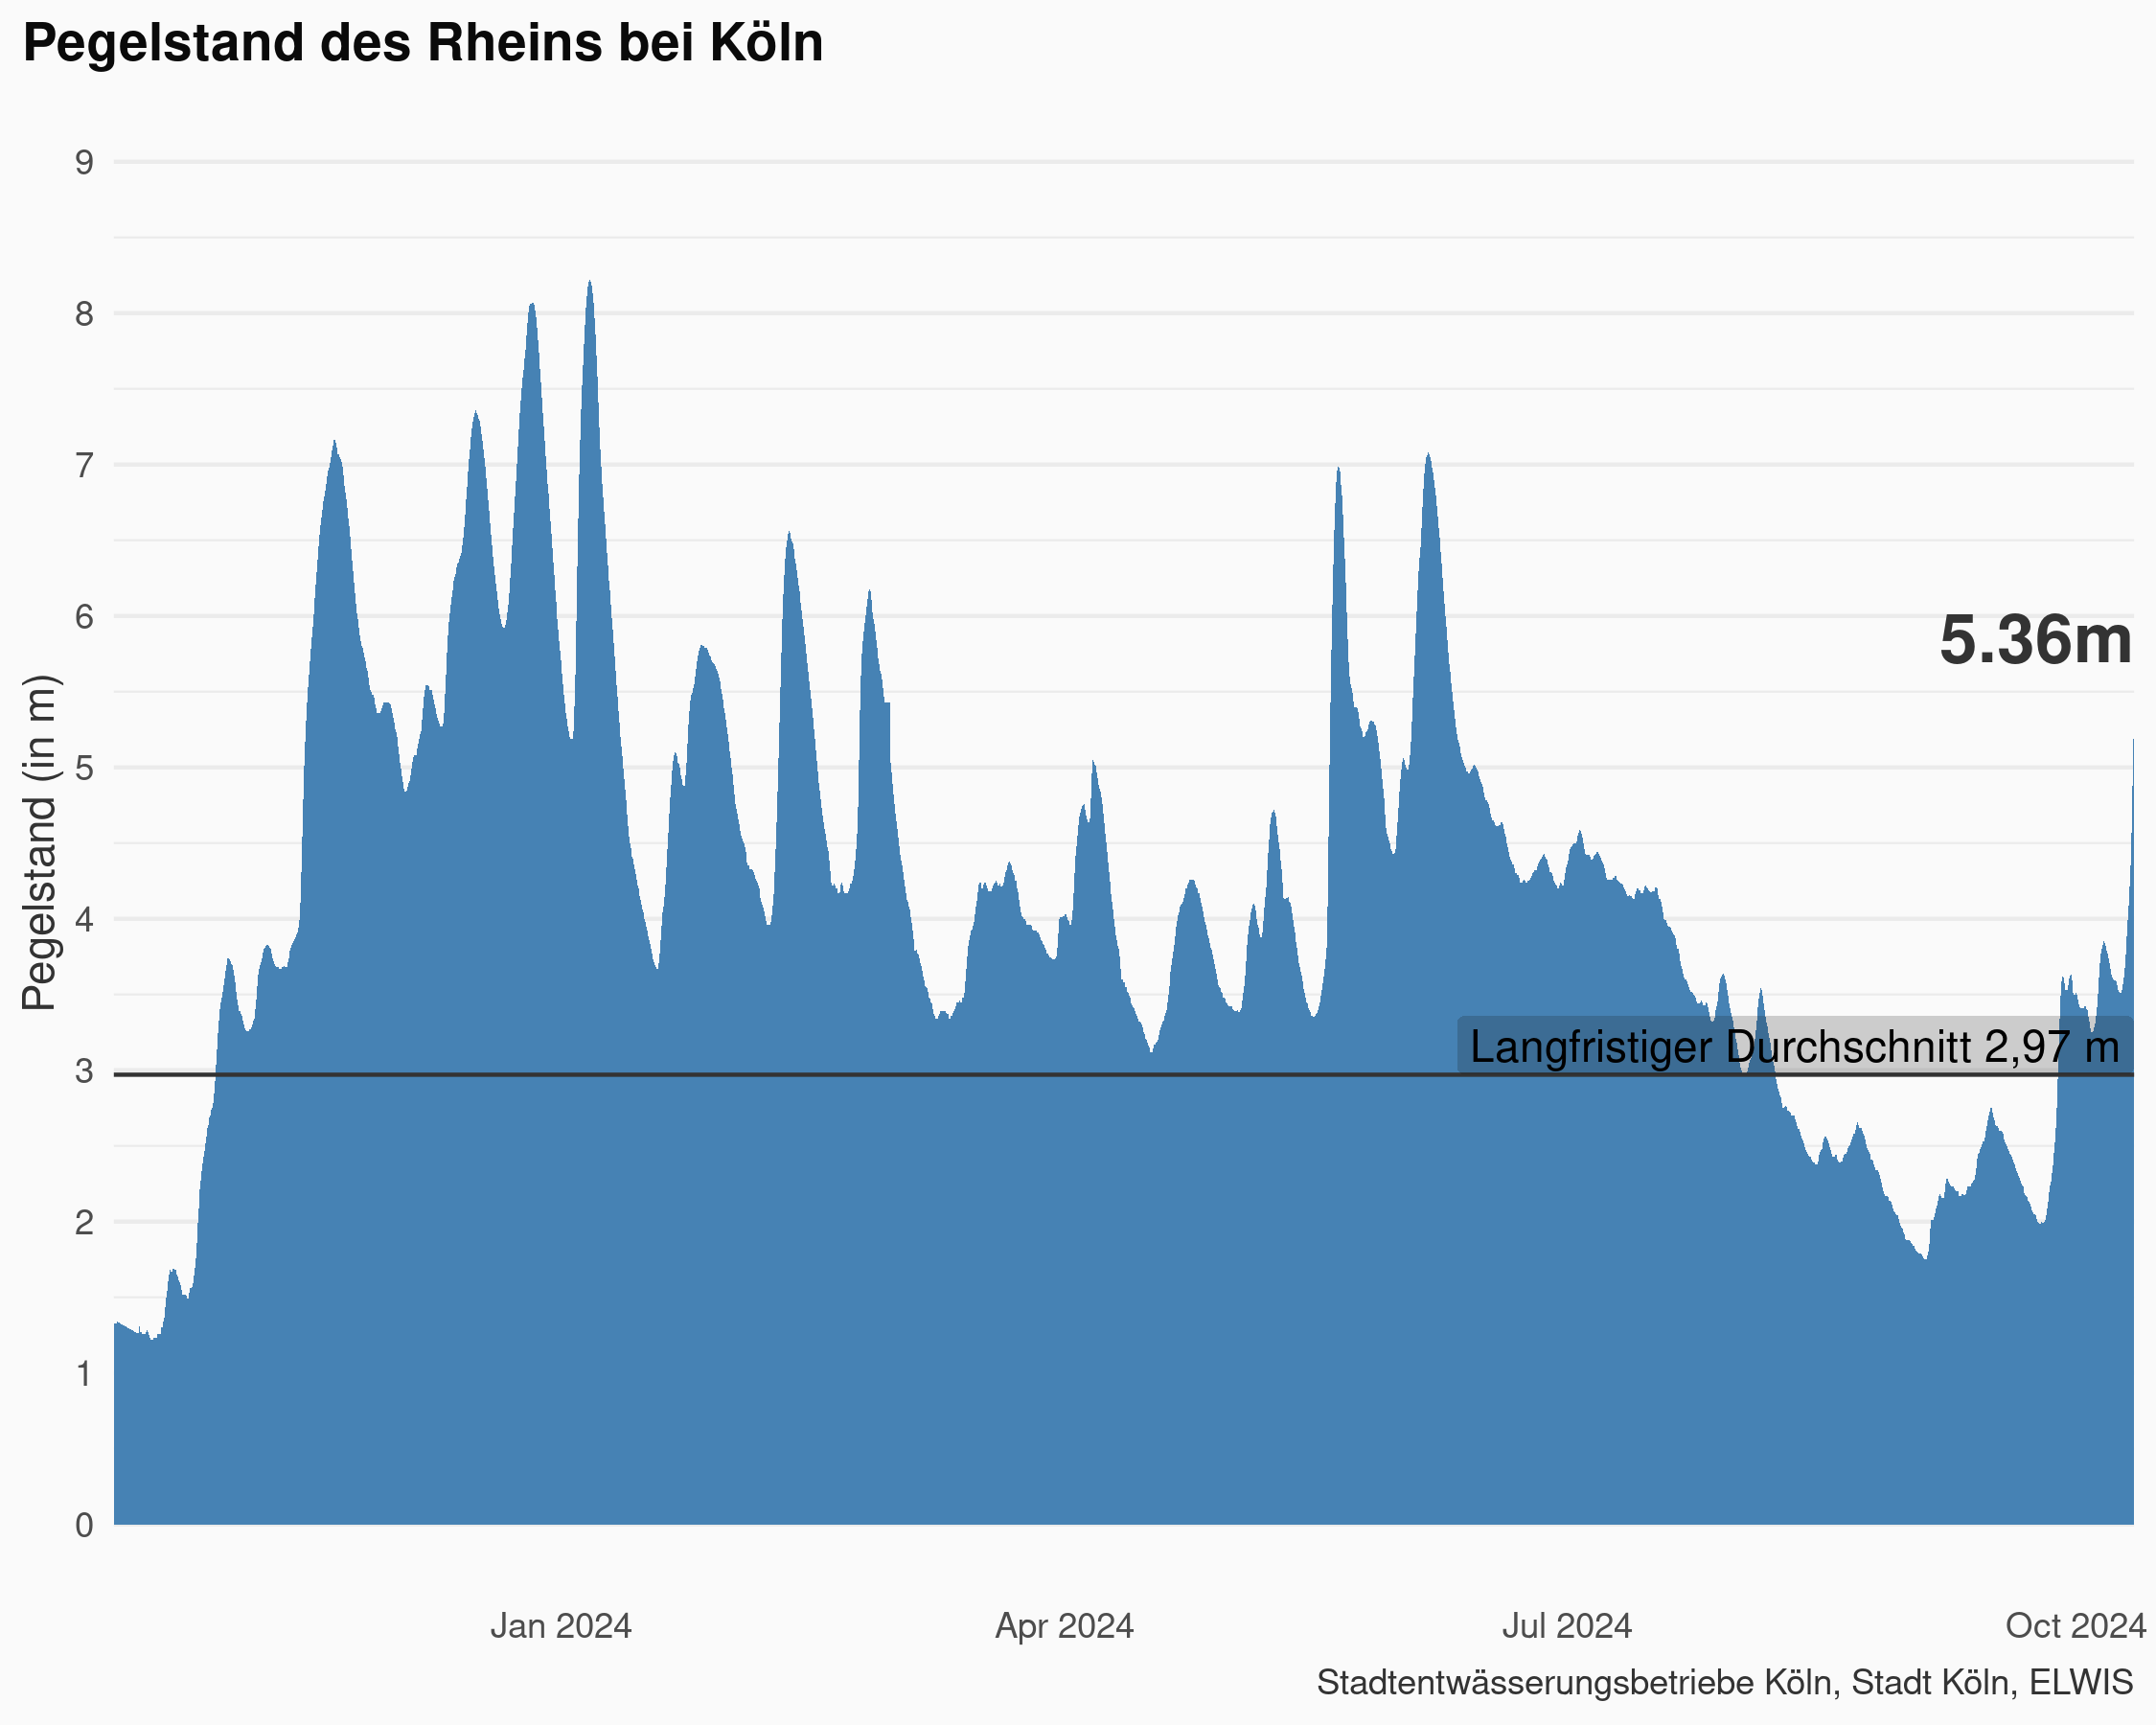 Pegelstand des Rheins bei Köln
9
8
7
6
5.36m
Pegelstand (in m)
5
4
Langfristiger Durchschnitt 2,97 m
3
2
1
0
Jan 2024
Apr 2024
Jul 2024
Oct 2024
Stadtentwässerungsbetriebe Köln, Stadt Köln, ELWIS